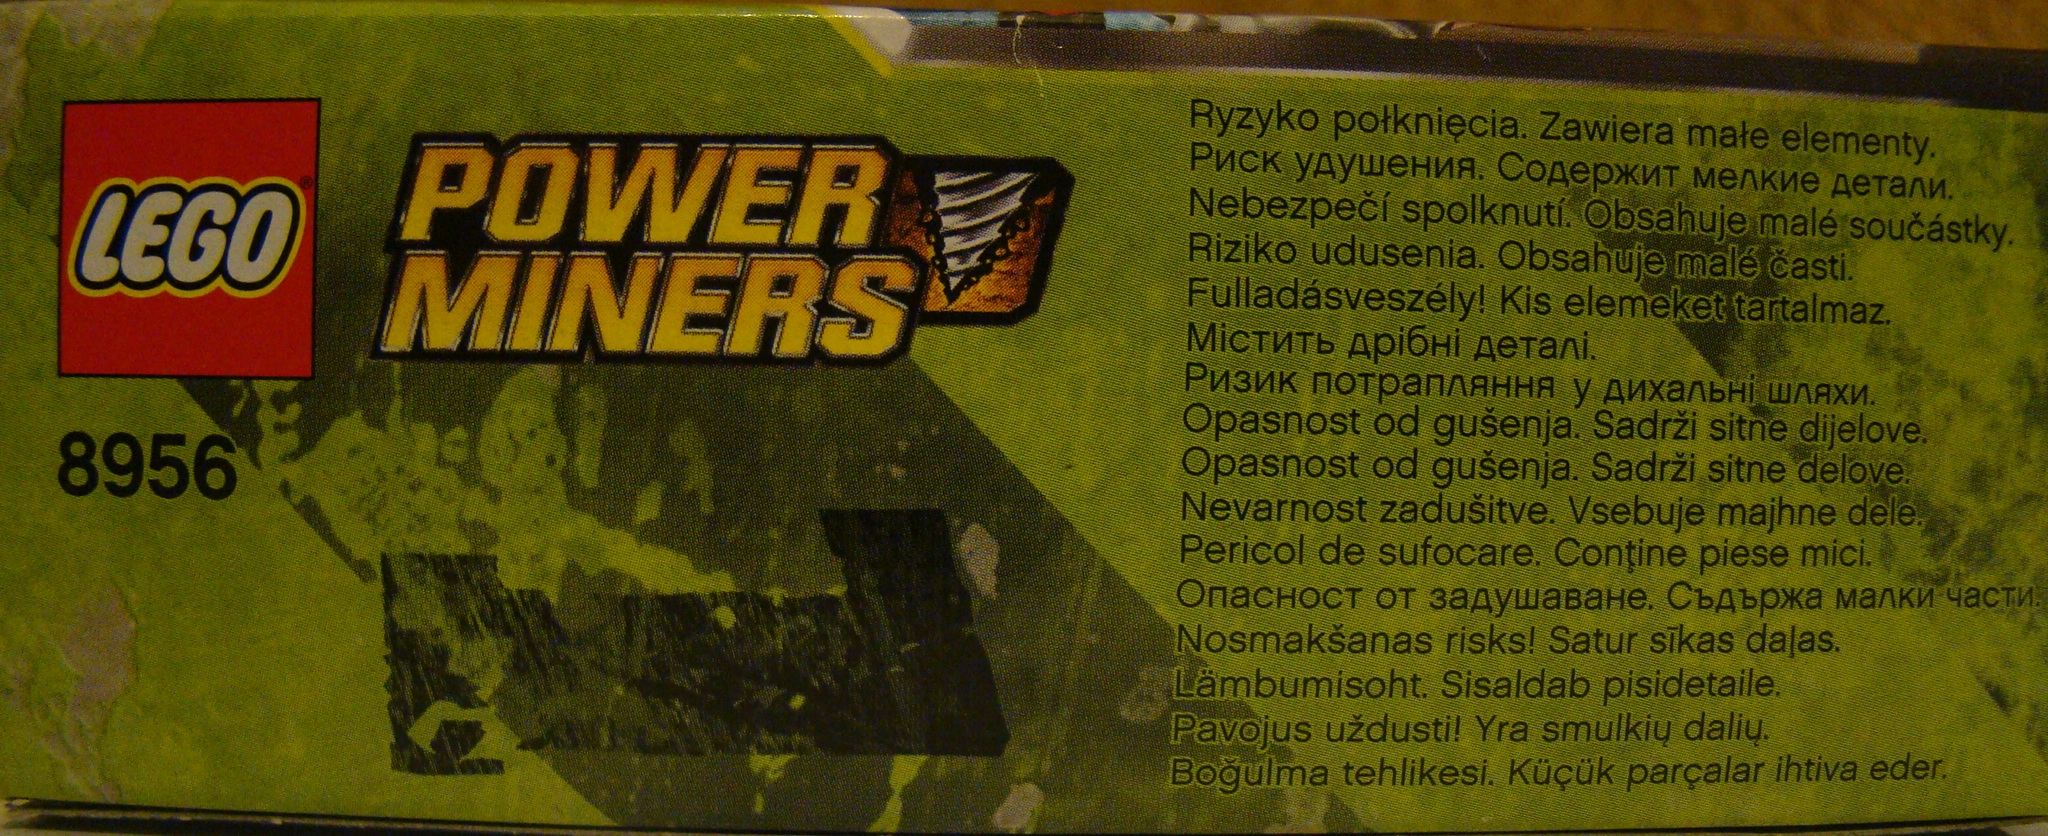 LEGO®
POWER
MINERS
8956
Ryzyko połknięcia. Zawiera małe elementy.
Риск удушения. Содержит мелкие детали.
Nebezpečí spolknutí. Obsahuje malé součástky.
Riziko udusenia. Obsahuje malé časti.
Fulladásveszély! Kis elemeket tartalmaz.
Містить дрібні деталі.
Ризик потрапляння у дихальні шляхи.
Opasnost od gušenja. Sadrži sitne dijelove.
Opasnost od gušenja. Sadrži sitne delove.
Nevarnost zadušitve. Vsebuje majhne dele.
Pericol de sufocare. Conţine piese mici.
Опасност от задушаване. Съдържа малки части.
Nosmakšanas risks! Satur sīkas daļas.
Lämbumisoht. Sisaldab pisidetaile.
Pavojus uždusti! Yra smulkių dalių.
Boğulma tehlikesi. Küçük parçalar ihtiva eder.